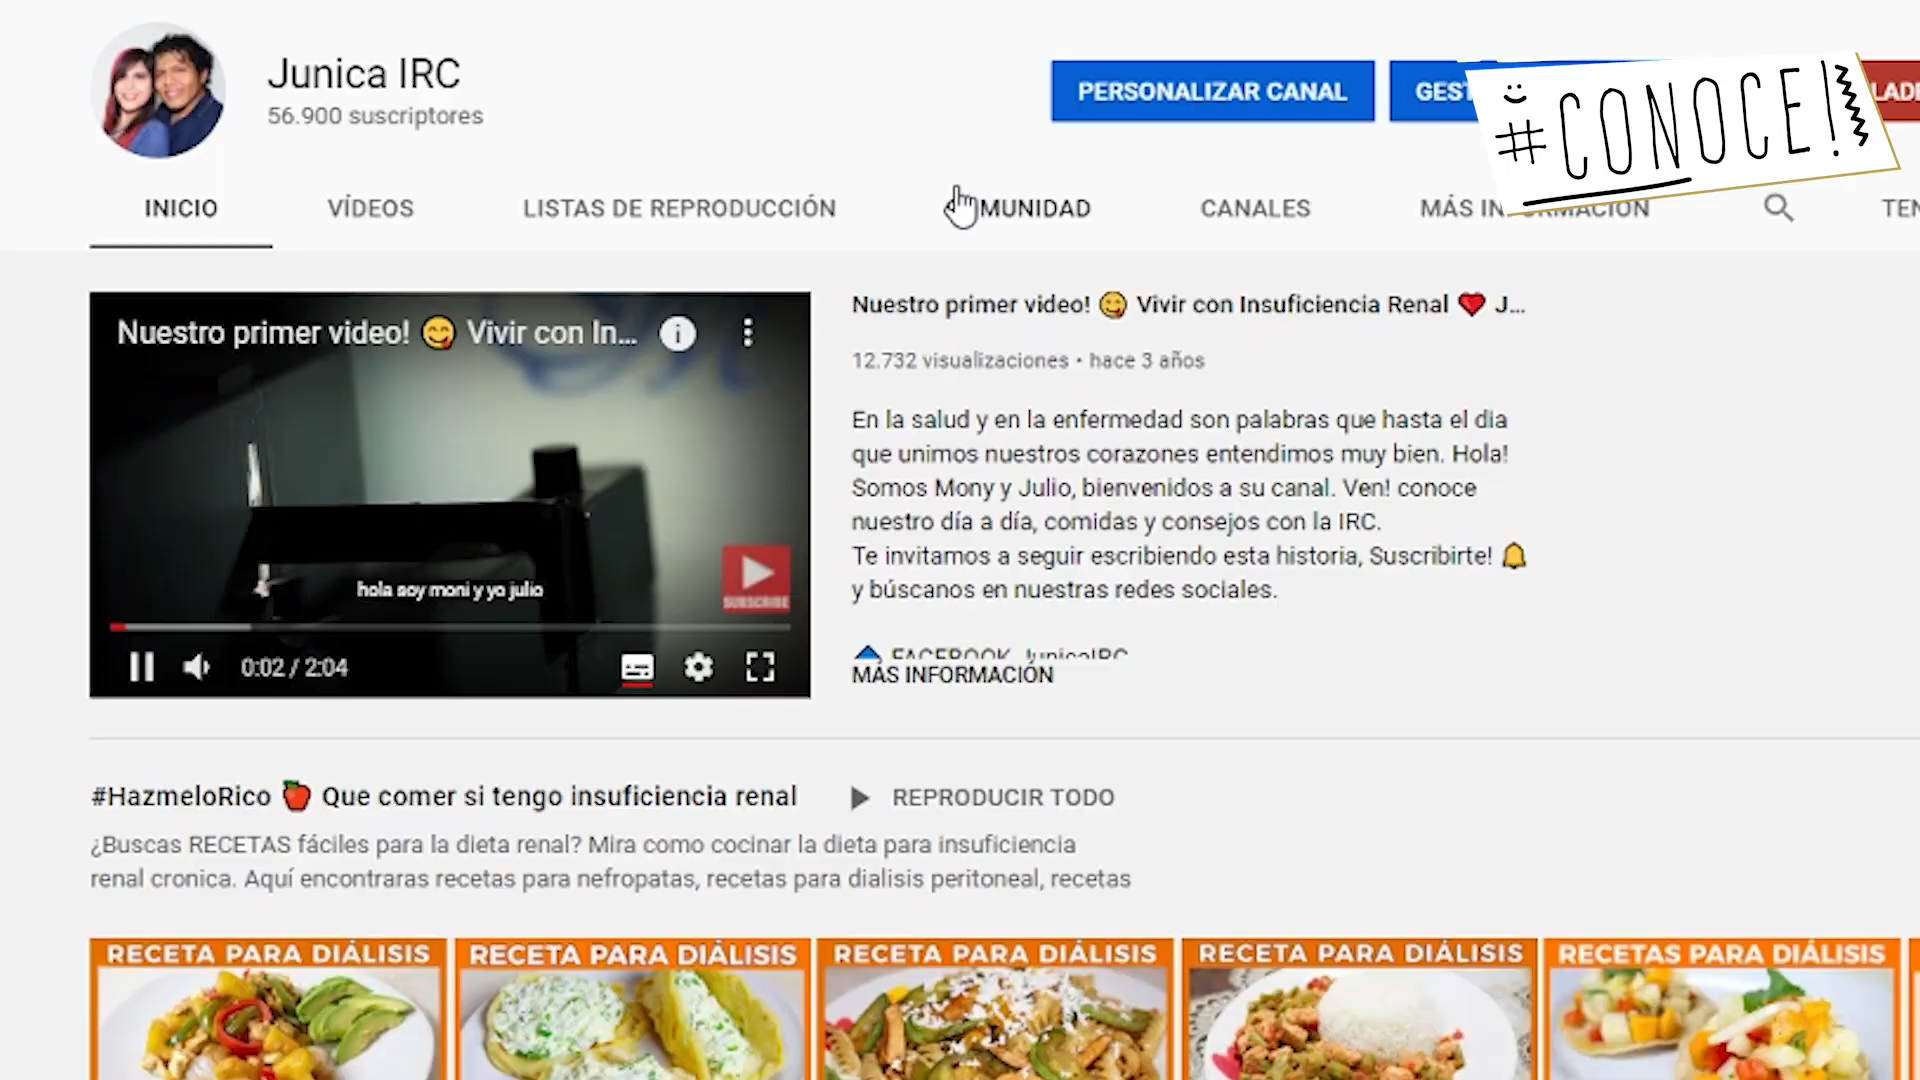 Junica IRC
56.900 suscriptores
PERSONALIZAR CANAL
#CONOCE!
INICIO
VÍDEOS
LISTAS DE REPRODUCCIÓN
CANALES
MÁS
Nuestro primer video! 😋 Vivir con In...
hola soy moni y yo julio
SUBSCRIBE
0:02 / 2:04
Nuestro primer video! 😋 Vivir con Insuficiencia Renal ❤️ J...
12.732 visualizaciones • hace 3 años
En la salud y en la enfermedad son palabras que hasta el dia
que unimos nuestros corazones entendimos muy bien. Hola!
Somos Mony y Julio, bienvenidos a su canal. Ven! conoce
nuestro día a día, comidas y consejos con la IRC.
Te invitamos a seguir escribiendo esta historia, Suscribirte! 🔔
y búscanos en nuestras redes sociales.
FACEBOOK JunicaIRC
MÁS INFORMACIÓN
#HazmeloRico 🍎 Que comer si tengo insuficiencia renal
REPRODUCIR TODO
¿Buscas RECETAS fáciles para la dieta renal? Mira como cocinar la dieta para insuficiencia
renal cronica. Aquí encontraras recetas para nefropatas, recetas para dialisis peritoneal, recetas
RECETA PARA DIÁLISIS
RECETA PARA DIÁLISIS
RECETA PARA DIÁLISIS
RECETA PARA DIÁLISIS
RECETAS PARA DIÁLISIS